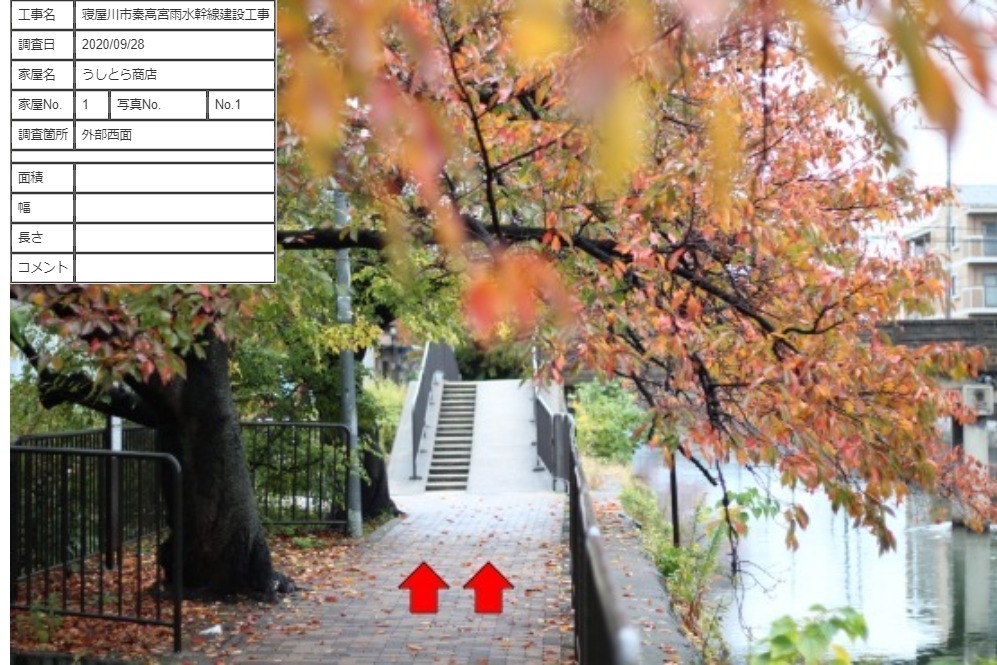 工事名 寝屋川市秦高宮雨水幹線建設工事
調査日 2020/09/28
家屋名 うしとら商店
家屋No. 1 写真No. No.1
調査箇所 外部西面
面積
幅
長さ
コメント